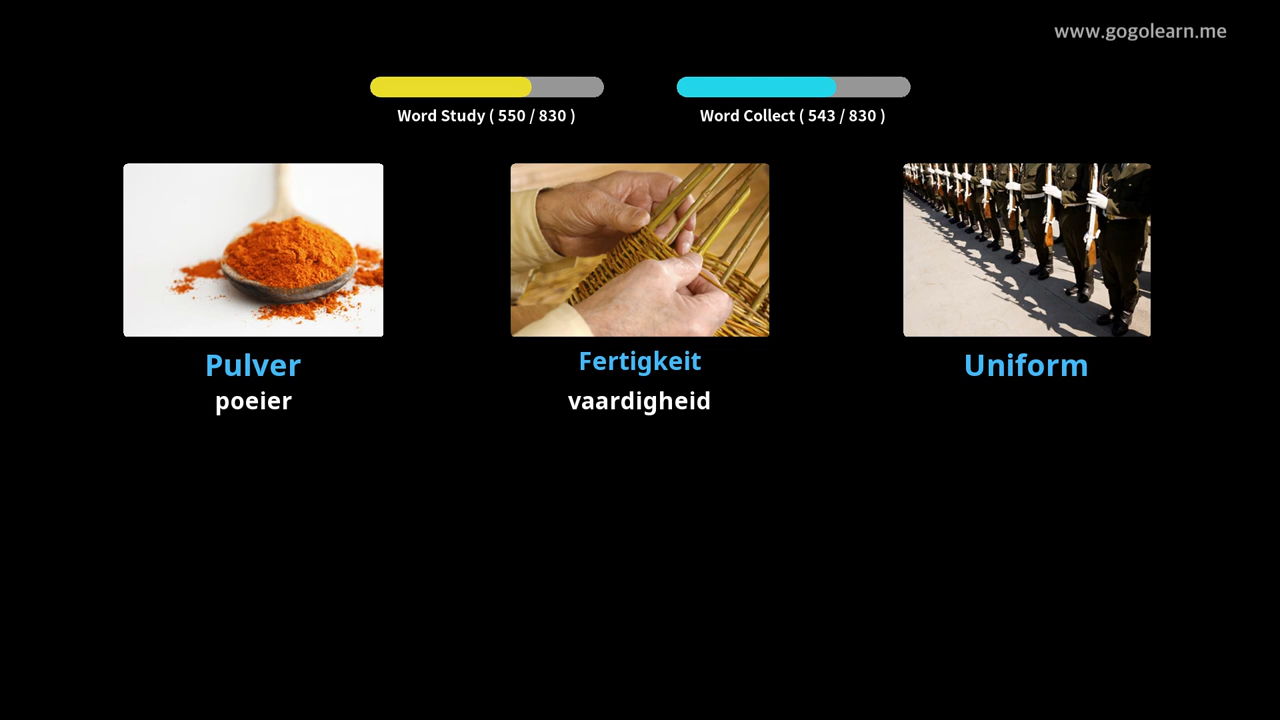 www.gogolearn.me
Word Study ( 550 / 830 )
Word Collect ( 543 / 830 )
Pulver
Fertigkeit
Uniform
poeier
vaardigheid